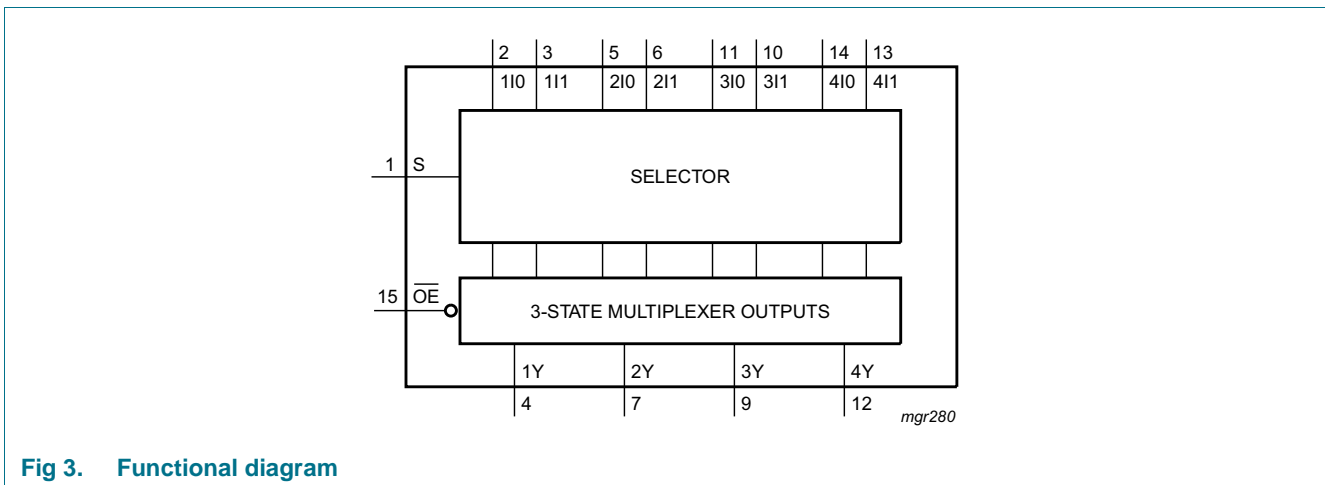 2 3 5 6 11 10 14 13
1I0 1I1 2I0 2I1 3I0 3I1 4I0 4I1
1 S
SELECTOR
15 O̅E̅
3-STATE MULTIPLEXER OUTPUTS
1Y 2Y 3Y 4Y
4 7 9 12
mgr280
Fig 3. Functional diagram